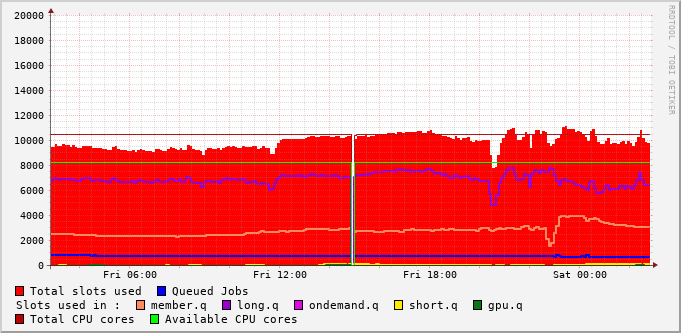 20000
18000
16000
14000
12000
10000
8000
6000
4000
2000
0
Fri 06:00 Fri 12:00 Fri 18:00 Sat 00:00
Total slots used Queued Jobs
Slots used in : member.q long.q ondemand.q short.q gpu.q
Total CPU cores Available CPU cores
RRDTOOL / TOBI OETIKER